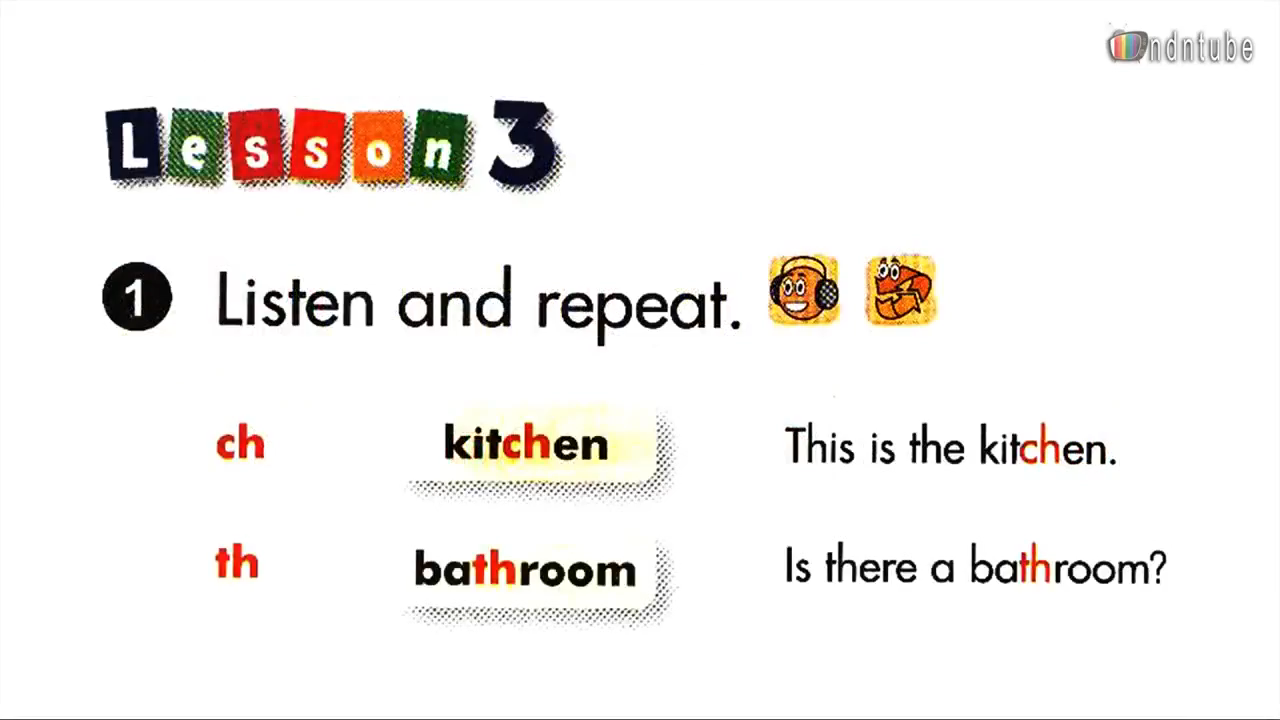 ndntube
Lesson 3
1 Listen and repeat.
ch kitchen This is the kitchen.
th bathroom Is there a bathroom?